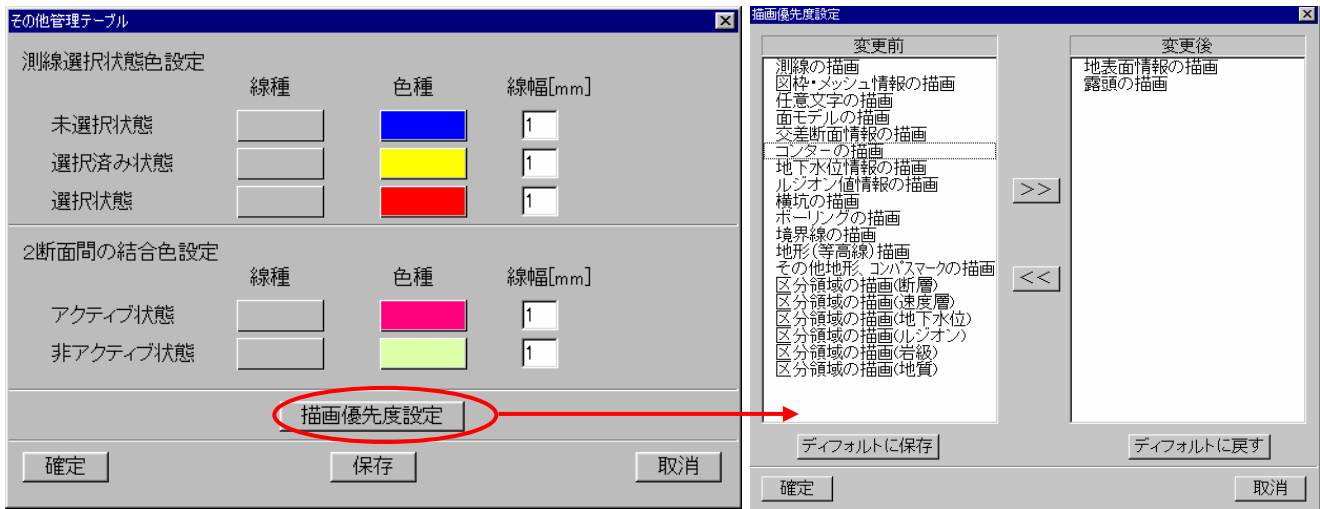 その他管理テーブル
測線選択状態色設定
線種 色種 線幅[mm]
未選択状態 1
選択済み状態 1
選択状態 1
2断面間の結合色設定
線種 色種 線幅[mm]
アクティブ状態 1
非アクティブ状態 1
描画優先度設定
確定 保存 取消
描画優先度設定
変更前
測線の描画
図枠・メッシュ情報の描画
任意文字の描画
面モデルの描画
交差断面情報の描画
コンターの描画
地下水位情報の描画
ルジオン値情報の描画
横坑の描画
ボーリングの描画
境界線の描画
地形(等高線)描画
その他地形、コンパスマークの描画
区分領域の描画(断層)
区分領域の描画(速度層)
区分領域の描画(地下水位)
区分領域の描画(ルジオン)
区分領域の描画(岩級)
区分領域の描画(地質)
>>
<<
変更後
地表面情報の描画
露頭の描画
ディフォルトに保存 ディフォルトに戻す
確定 取消